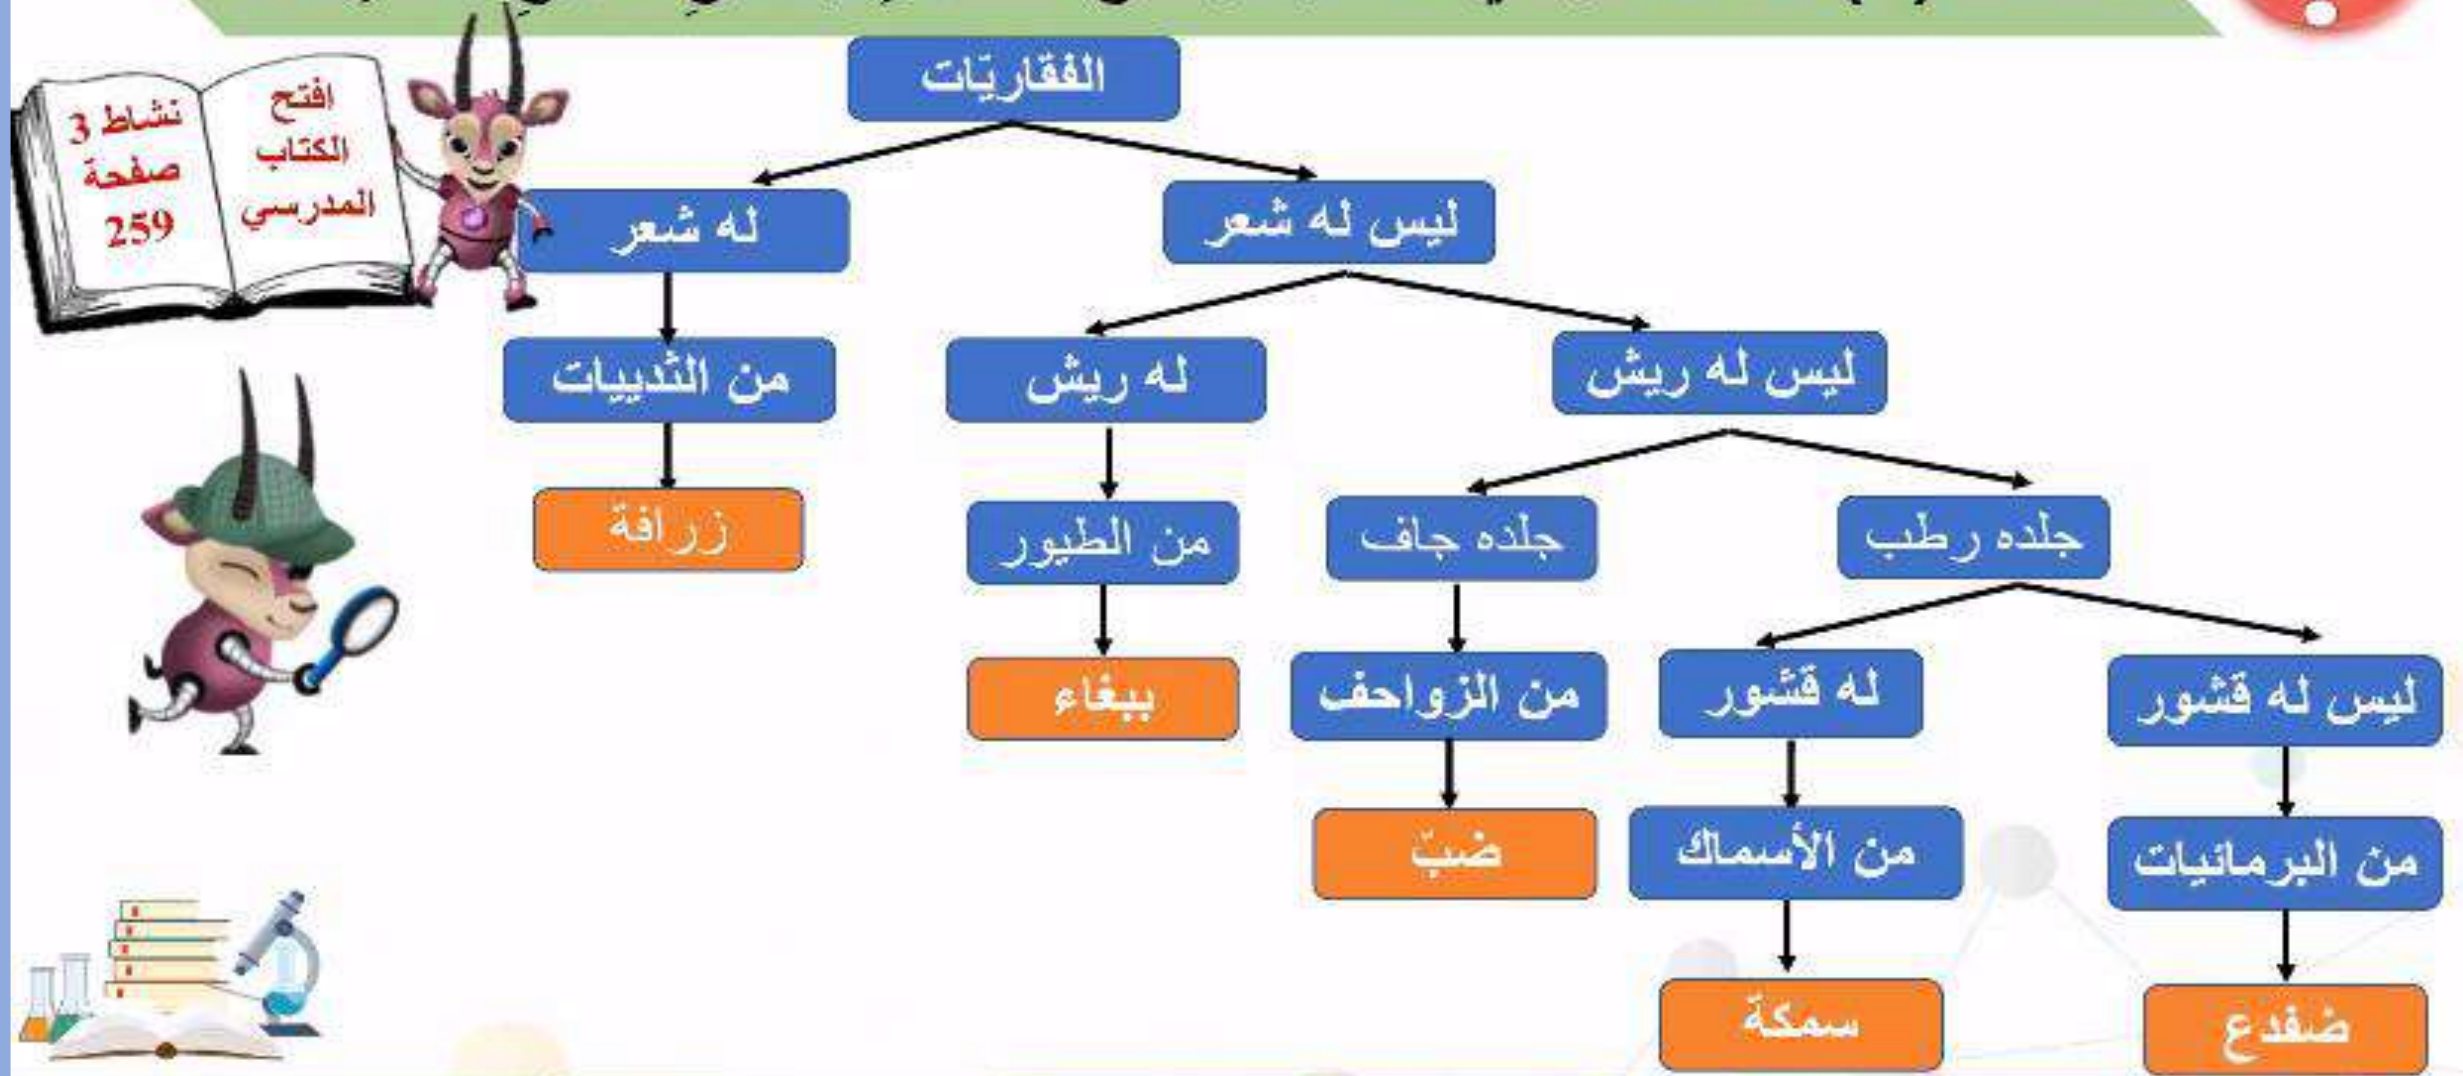 الفقاريّات
افتح
الكتاب
المدرسي
نشاط 3
صفحة
259
ليس له شعر
له شعر
ليس له ريش
له ريش
من الثدييات
جلده رطب
جلده جاف
من الطيور
زرافة
ليس له قشور
له قشور
من الزواحف
ببغاء
من البرمائيات
من الأسماك
ضبّ
ضفدع
سمكة